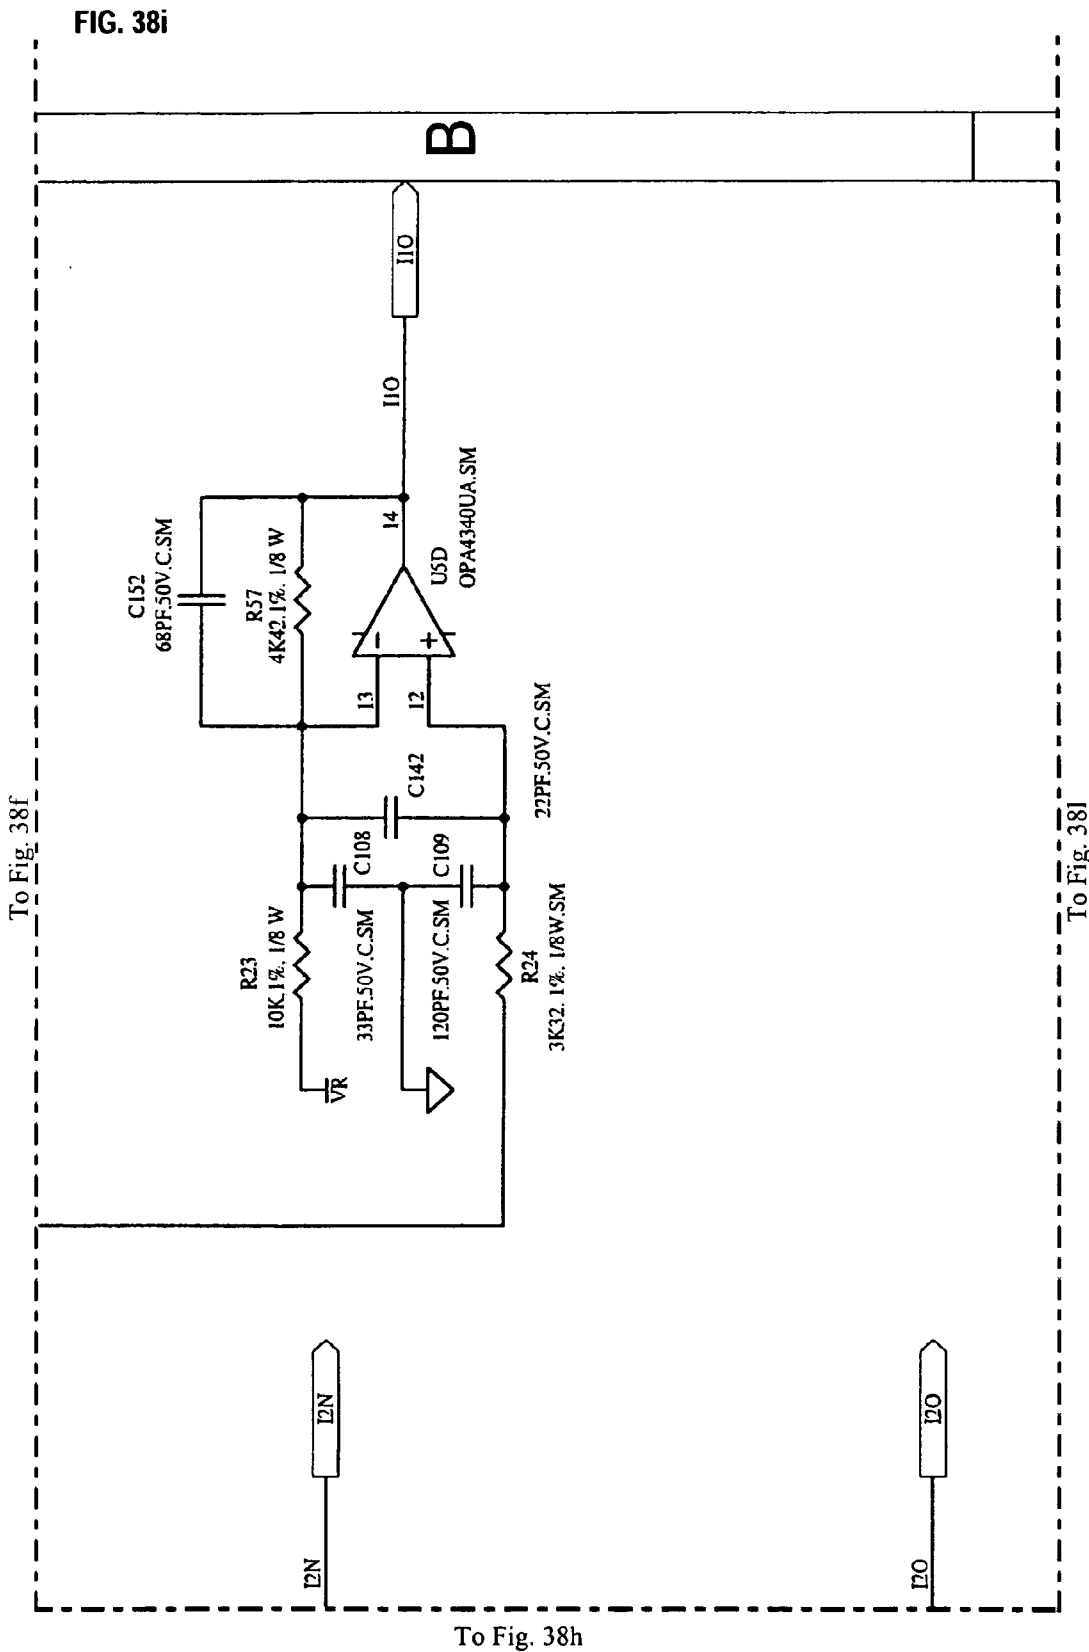 FIG. 38i
To Fig. 38f
B
I1O
I1O
C152
68PF.50V.C.SM
R57
4K42.1%. 1/8 W
14
U5D
OPA4340UA.SM
13
12
-
+
C142
22PF.50V.C.SM
C108
33PF.50V.C.SM
C109
120PF.50V.C.SM
R23
10K.1%. 1/8 W
R24
3K32. 1%. 1/8W.SM
VR
I2N
I2N
I2O
I2O
To Fig. 38l
To Fig. 38h